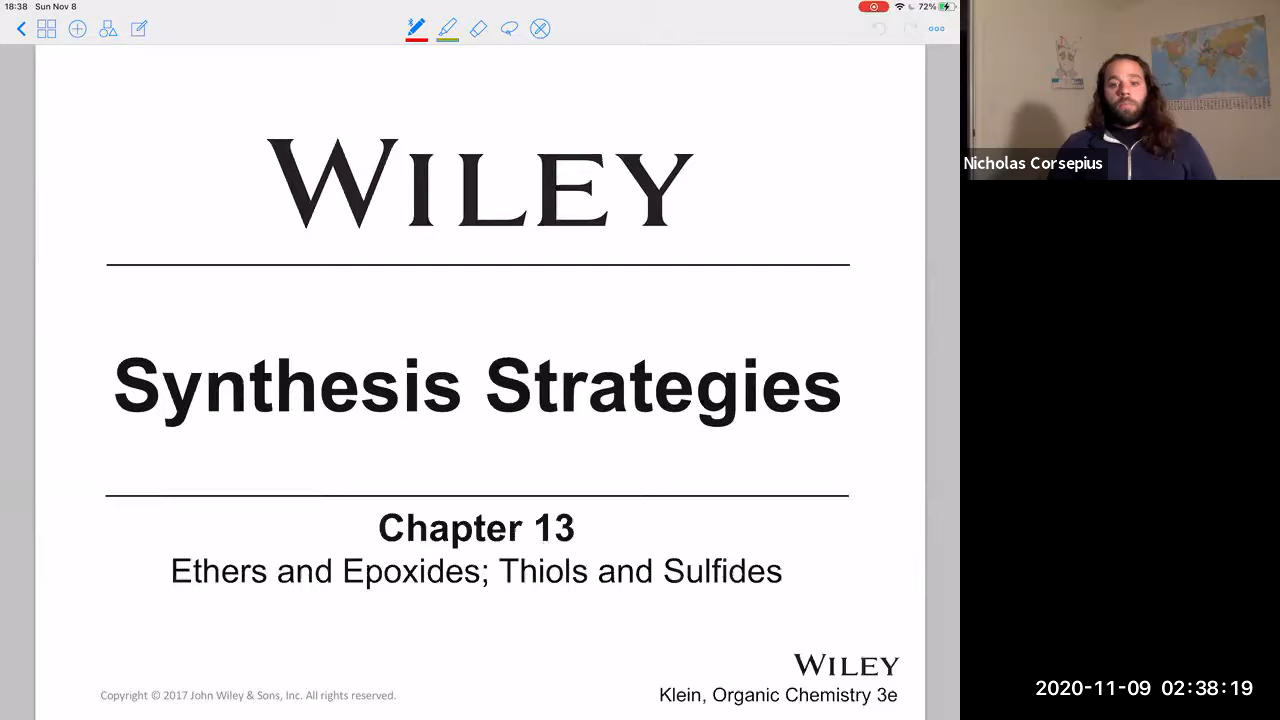 18:38 Sun Nov 8
72%
WILEY
Synthesis Strategies
Chapter 13
Ethers and Epoxides; Thiols and Sulfides
WILEY
Copyright © 2017 John Wiley & Sons, Inc. All rights reserved.
Klein, Organic Chemistry 3e
Nicholas Corsepius
2020-11-09 02:38:19